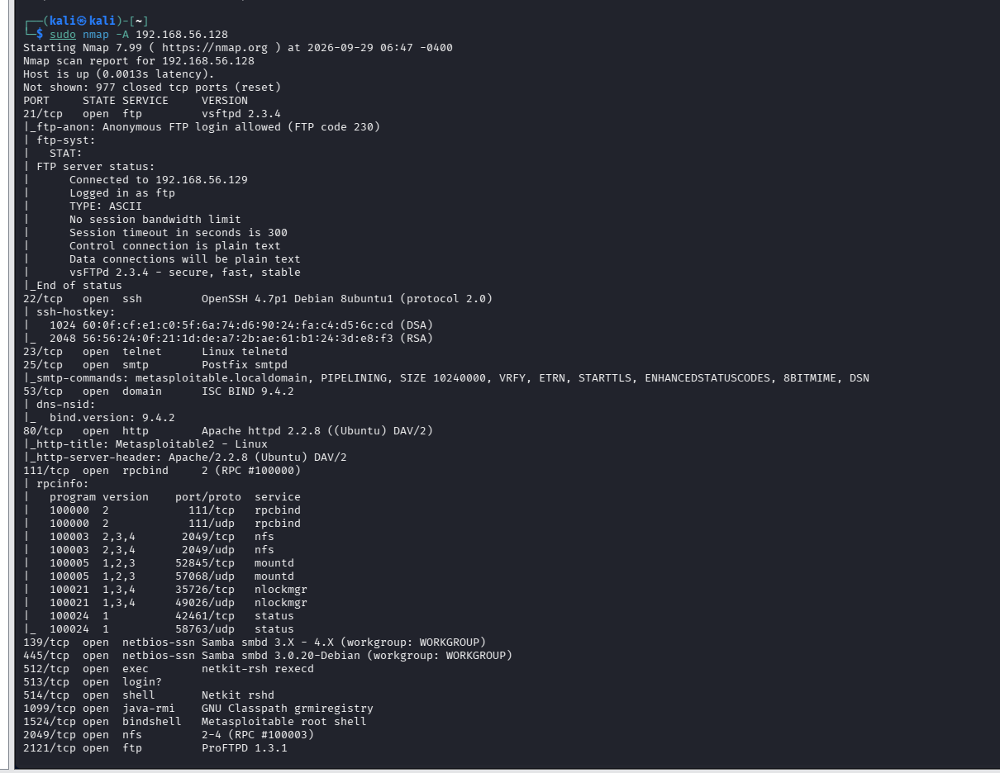 ┌──(kali㉿kali)-[~]
└─$ sudo nmap -A 192.168.56.128
Starting Nmap 7.99 ( https://nmap.org ) at 2026-09-29 06:47 -0400
Nmap scan report for 192.168.56.128
Host is up (0.0013s latency).
Not shown: 977 closed tcp ports (reset)
PORT     STATE SERVICE     VERSION
21/tcp   open  ftp         vsftpd 2.3.4
|_ftp-anon: Anonymous FTP login allowed (FTP code 230)
| ftp-syst:
|   STAT:
| FTP server status:
|      Connected to 192.168.56.129
|      Logged in as ftp
|      TYPE: ASCII
|      No session bandwidth limit
|      Session timeout in seconds is 300
|      Control connection is plain text
|      Data connections will be plain text
|      vsFTPd 2.3.4 - secure, fast, stable
|_End of status
22/tcp   open  ssh         OpenSSH 4.7p1 Debian 8ubuntu1 (protocol 2.0)
| ssh-hostkey:
|   1024 60:0f:cf:e1:c0:5f:6a:74:d6:90:24:fa:c4:d5:6c:cd (DSA)
|_  2048 56:56:24:0f:21:1d:de:a7:2b:ae:61:b1:24:3d:e8:f3 (RSA)
23/tcp   open  telnet      Linux telnetd
25/tcp   open  smtp        Postfix smtpd
|_smtp-commands: metasploitable.localdomain, PIPELINING, SIZE 10240000, VRFY, ETRN, STARTTLS, ENHANCEDSTATUSCODES, 8BITMIME, DSN
53/tcp   open  domain      ISC BIND 9.4.2
| dns-nsid:
|_  bind.version: 9.4.2
80/tcp   open  http        Apache httpd 2.2.8 ((Ubuntu) DAV/2)
|_http-title: Metasploitable2 - Linux
|_http-server-header: Apache/2.2.8 (Ubuntu) DAV/2
111/tcp  open  rpcbind     2 (RPC #100000)
| rpcinfo:
|   program version    port/proto  service
|   100000  2            111/tcp   rpcbind
|   100000  2            111/udp   rpcbind
|   100003  2,3,4       2049/tcp   nfs
|   100003  2,3,4       2049/udp   nfs
|   100005  1,2,3      52845/tcp   mountd
|   100005  1,2,3      57068/udp   mountd
|   100021  1,3,4      35726/tcp   nlockmgr
|   100021  1,3,4      49026/udp   nlockmgr
|   100024  1          42461/tcp   status
|_  100024  1          58763/udp   status
139/tcp  open  netbios-ssn Samba smbd 3.X - 4.X (workgroup: WORKGROUP)
445/tcp  open  netbios-ssn Samba smbd 3.0.20-Debian (workgroup: WORKGROUP)
512/tcp  open  exec        netkit-rsh rexecd
513/tcp  open  login?
514/tcp  open  shell       Netkit rshd
1099/tcp open  java-rmi    GNU Classpath grmiregistry
1524/tcp open  bindshell   Metasploitable root shell
2049/tcp open  nfs         2-4 (RPC #100003)
2121/tcp open  ftp         ProFTPD 1.3.1